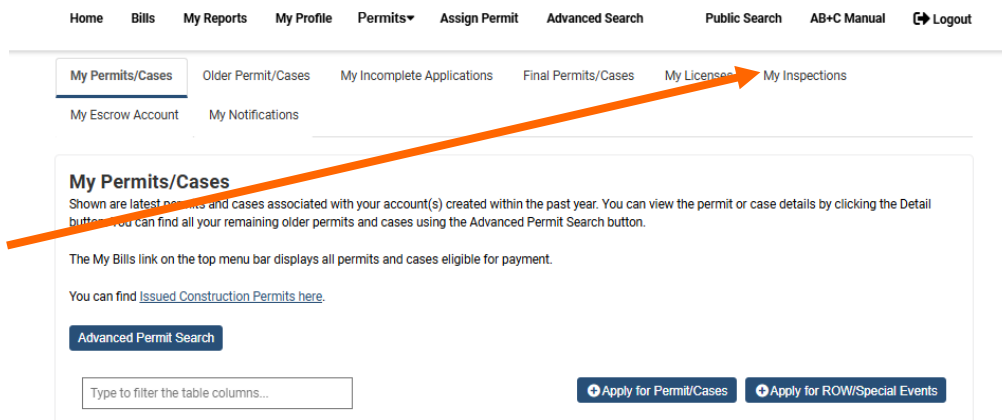 Home Bills My Reports My Profile Permits▾ Assign Permit Advanced Search Public Search AB+C Manual Logout
My Permits/Cases Older Permit/Cases My Incomplete Applications Final Permits/Cases My Licenses My Inspections
My Escrow Account My Notifications
My Permits/Cases
Shown are latest permits and cases associated with your account(s) created within the past year. You can view the permit or case details by clicking the Detail
button. You can find all your remaining older permits and cases using the Advanced Permit Search button.
The My Bills link on the top menu bar displays all permits and cases eligible for payment.
You can find Issued Construction Permits here.
Advanced Permit Search
Type to filter the table columns... Apply for Permit/Cases Apply for ROW/Special Events